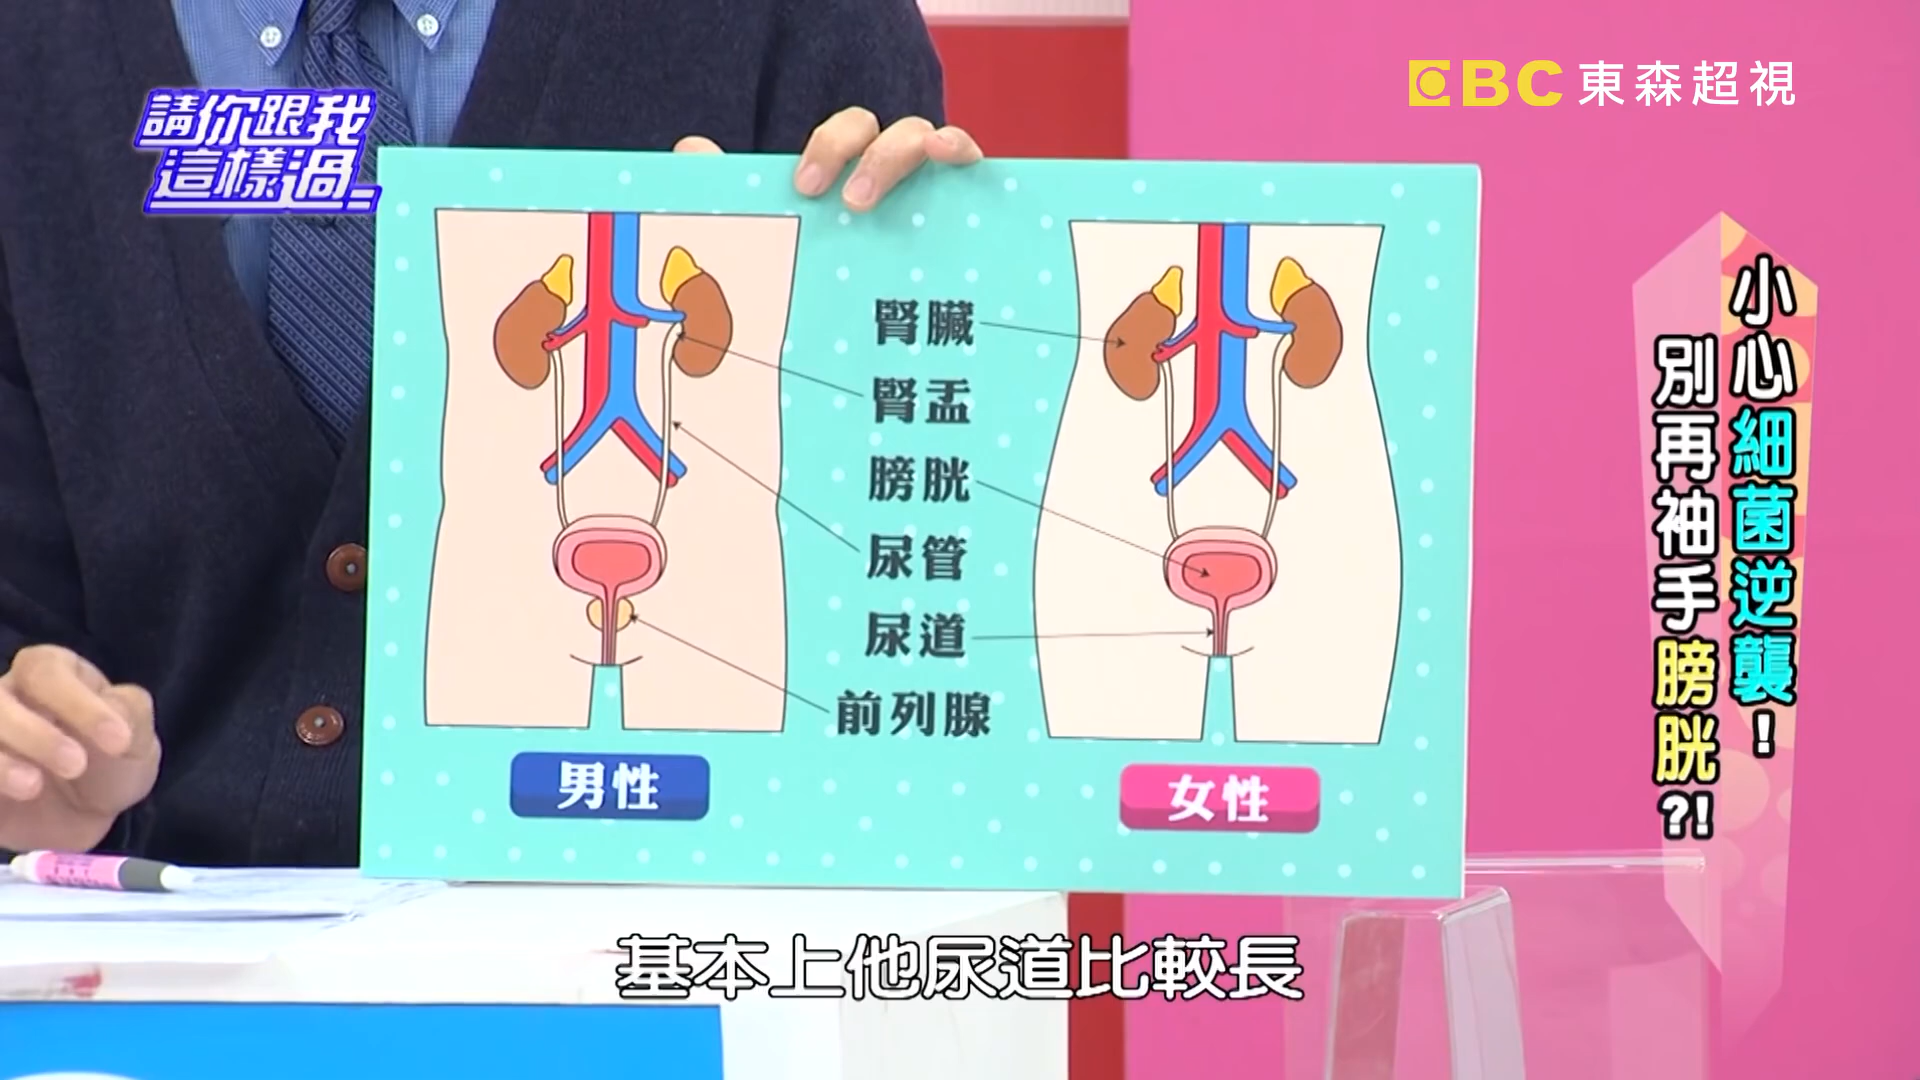 請你跟我
這樣過
EBC 東森超視
小心細菌逆襲！
別再袖手膀胱?!
腎臟
腎盂
膀胱
尿管
尿道
前列腺
男性
女性
基本上他尿道比較長